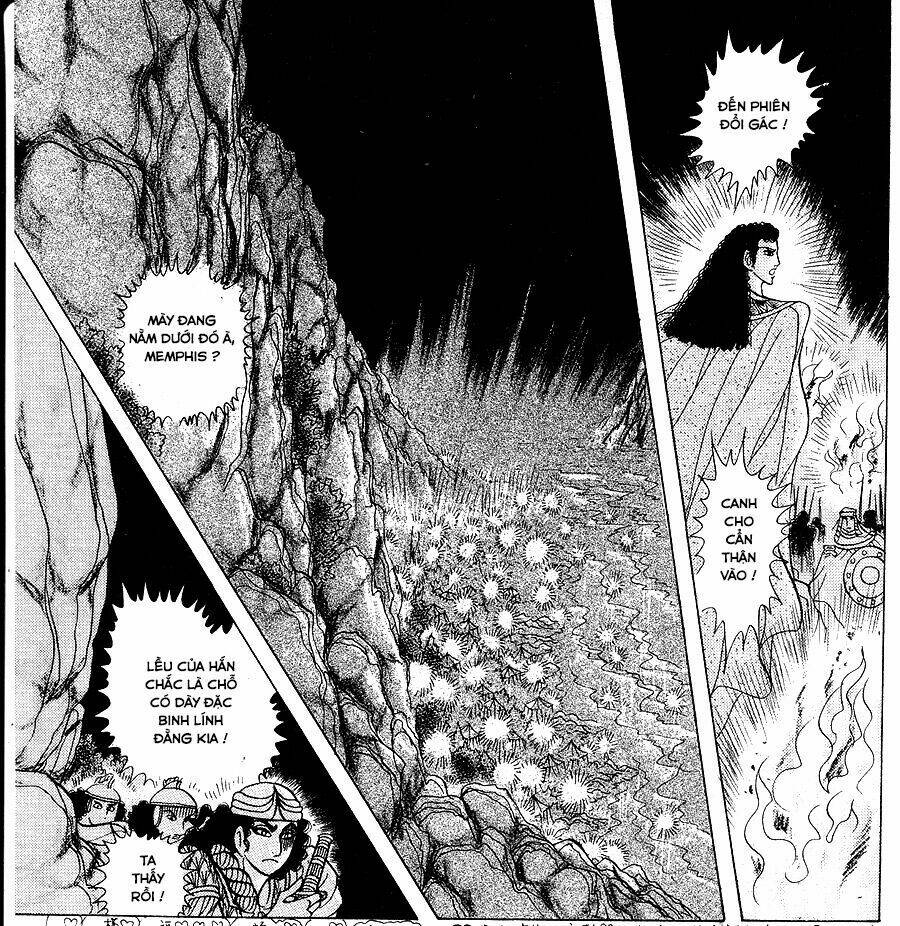 ĐẾN PHIÊN
ĐỔI GÁC !
CANH
CHO
CẨN
THẬN
VÀO !
MÀY ĐANG
NẰM DƯỚI ĐÓ À,
MEMPHIS ?
LỀU CỦA HẮN
CHẮC LÀ CHỖ
CÓ DÀY ĐẶC
BINH LÍNH
ĐẰNG KIA !
TA
THẤY
RỒI !